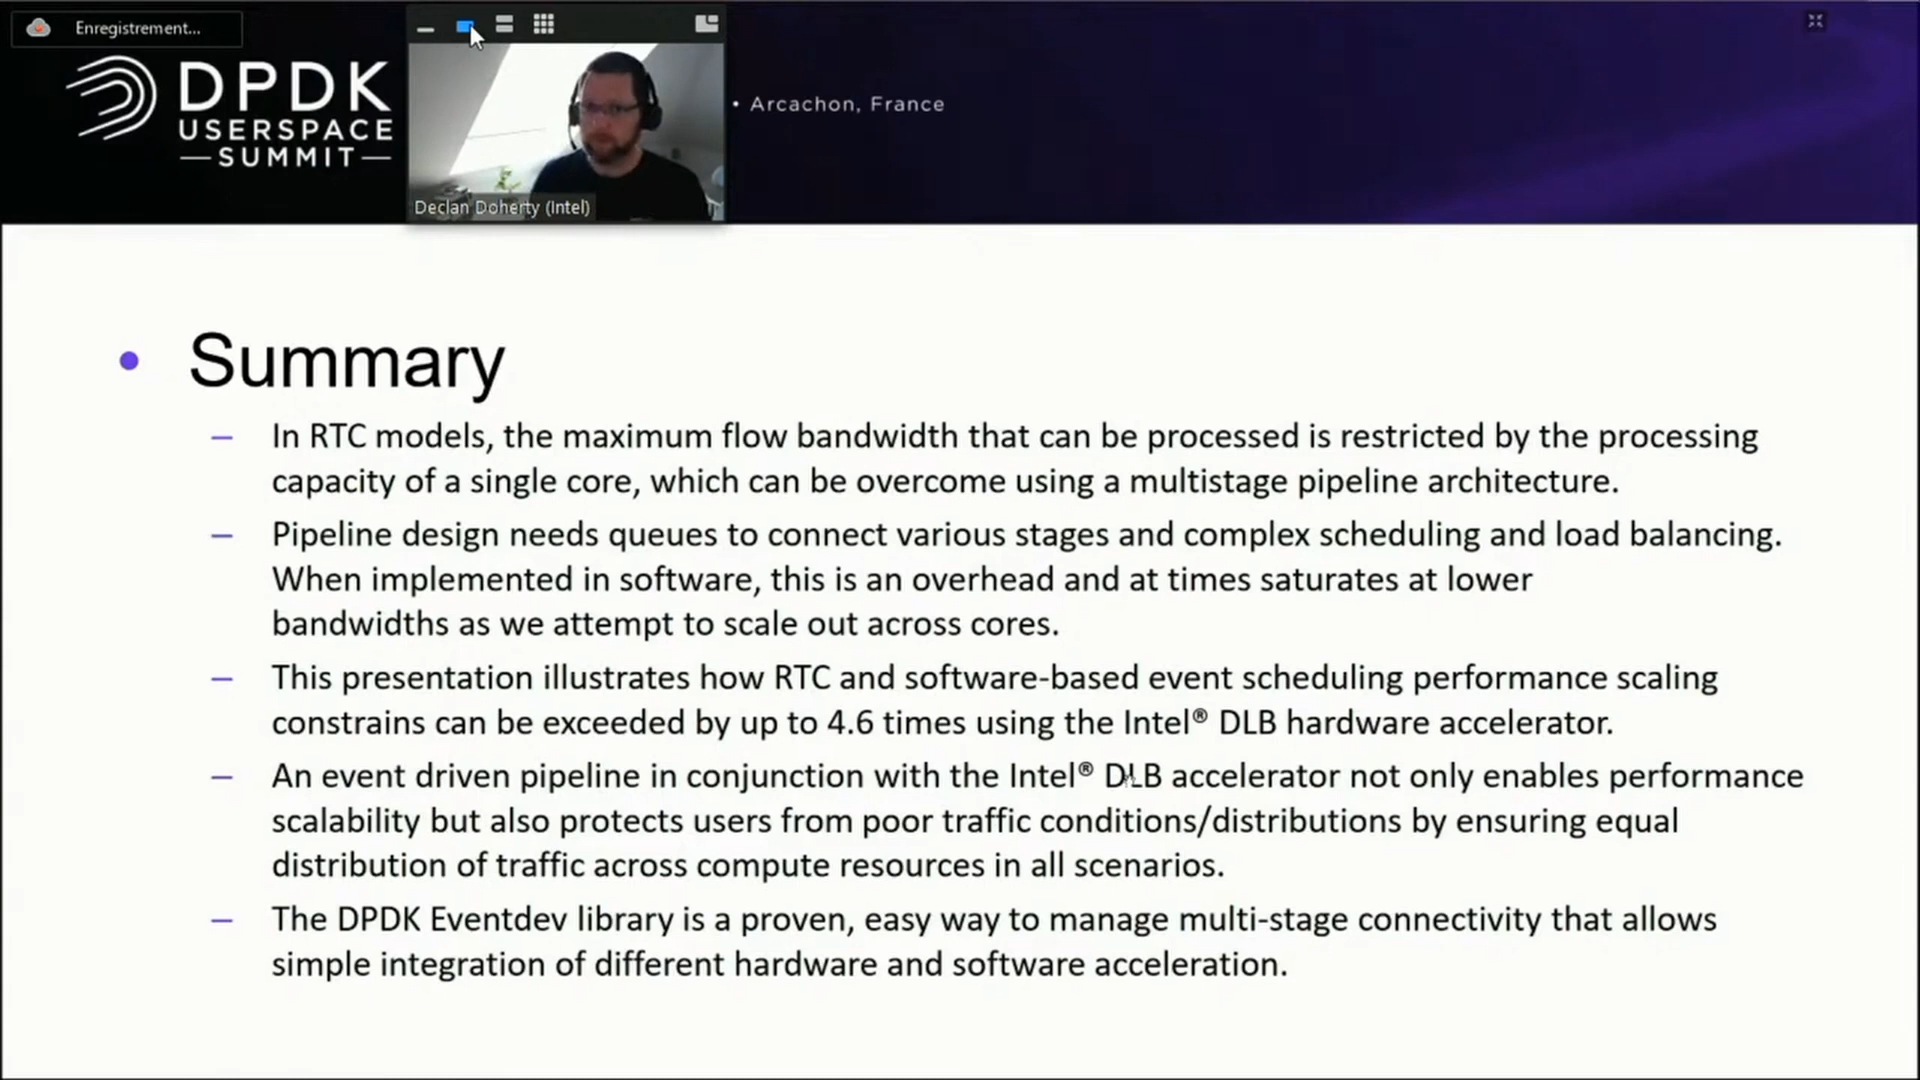 Enregistrement...
DPDK
USERSPACE
SUMMIT
• Arcachon, France
Declan Doherty (Intel)
• Summary
– In RTC models, the maximum flow bandwidth that can be processed is restricted by the processing
capacity of a single core, which can be overcome using a multistage pipeline architecture.
– Pipeline design needs queues to connect various stages and complex scheduling and load balancing.
When implemented in software, this is an overhead and at times saturates at lower
bandwidths as we attempt to scale out across cores.
– This presentation illustrates how RTC and software-based event scheduling performance scaling
constrains can be exceeded by up to 4.6 times using the Intel® DLB hardware accelerator.
– An event driven pipeline in conjunction with the Intel® DLB accelerator not only enables performance
scalability but also protects users from poor traffic conditions/distributions by ensuring equal
distribution of traffic across compute resources in all scenarios.
– The DPDK Eventdev library is a proven, easy way to manage multi-stage connectivity that allows
simple integration of different hardware and software acceleration.